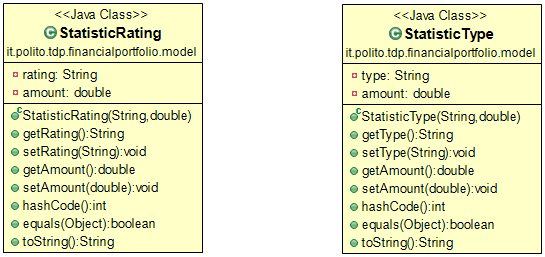 <<Java Class>>
StatisticRating
it.polito.tdp.financialportfolio.model
rating: String
amount: double
StatisticRating(String,double)
getRating():String
setRating(String):void
getAmount():double
setAmount(double):void
hashCode():int
equals(Object):boolean
toString():String
<<Java Class>>
StatisticType
it.polito.tdp.financialportfolio.model
type: String
amount: double
StatisticType(String,double)
getType():String
setType(String):void
getAmount():double
setAmount(double):void
hashCode():int
equals(Object):boolean
toString():String